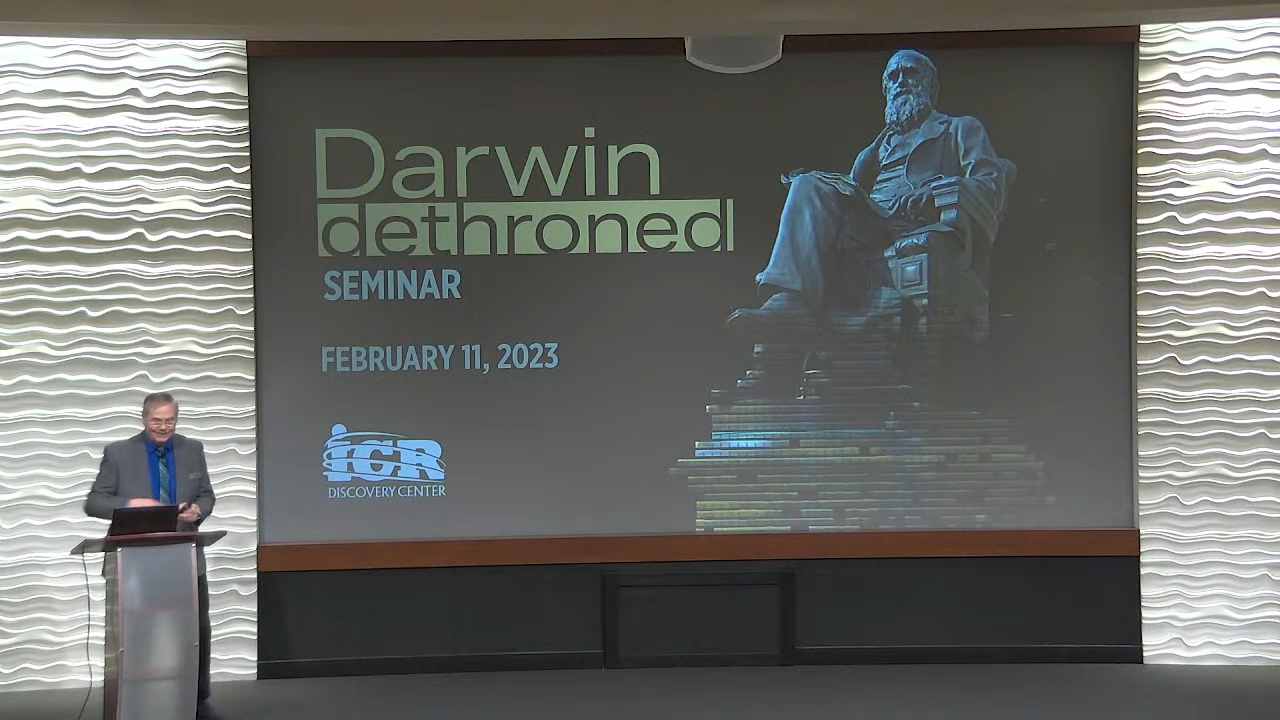 Darwin
dethroned
SEMINAR
FEBRUARY 11, 2023
ICR
DISCOVERY CENTER